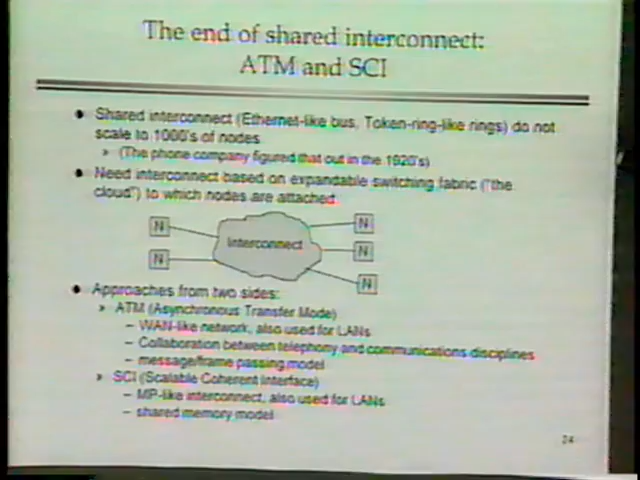 The end of shared interconnect:
ATM and SCI
● Shared interconnect (Ethernet-like bus, Token-ring-like rings) do not
scale to 1000's of nodes
» (The phone company figured that out in the 1920's)
● Need interconnect based on expandable switching fabric ("the
cloud") to which nodes are attached.
N
N
Interconnect
N
N
N
● Approaches from two sides:
» ATM (Asynchronous Transfer Mode)
– WAN-like network, also used for LANs
– Collaboration between telephony and communications disciplines
– message/frame passing model
» SCI (Scalable Coherent Interface)
– MP-like interconnect, also used for LANs
– shared memory model
24